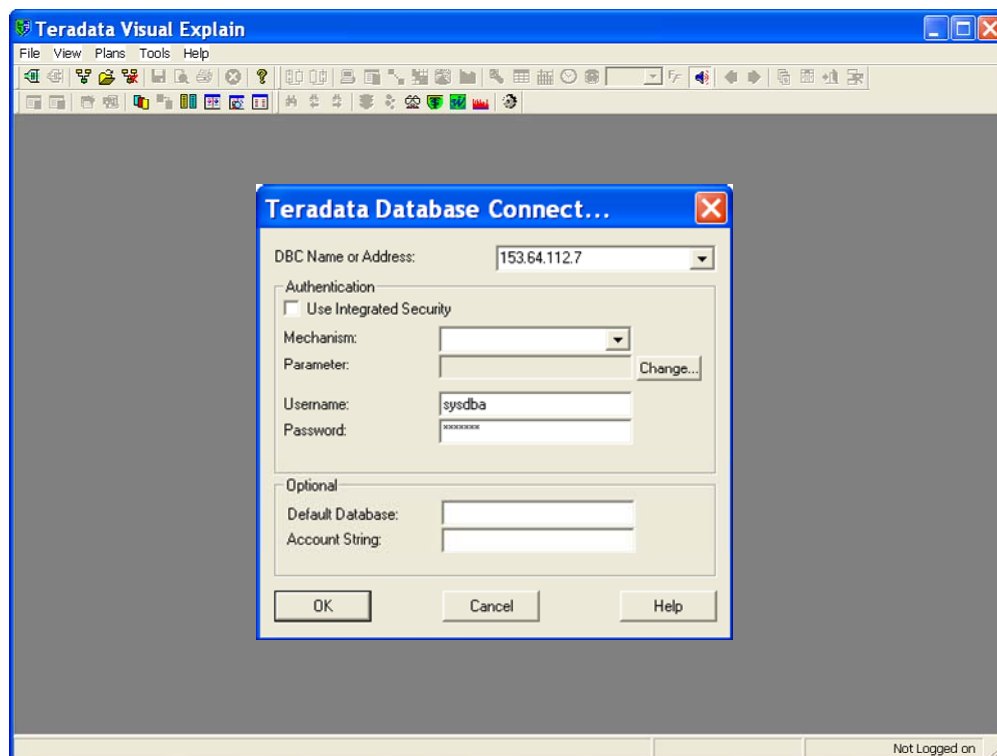 Teradata Visual Explain
File View Plans Tools Help
Teradata Database Connect...
DBC Name or Address: 153.64.112.7
Authentication
Use Integrated Security
Mechanism:
Parameter: Change...
Username: sysdba
Password: *******
Optional
Default Database:
Account String:
OK Cancel Help
Not Logged on